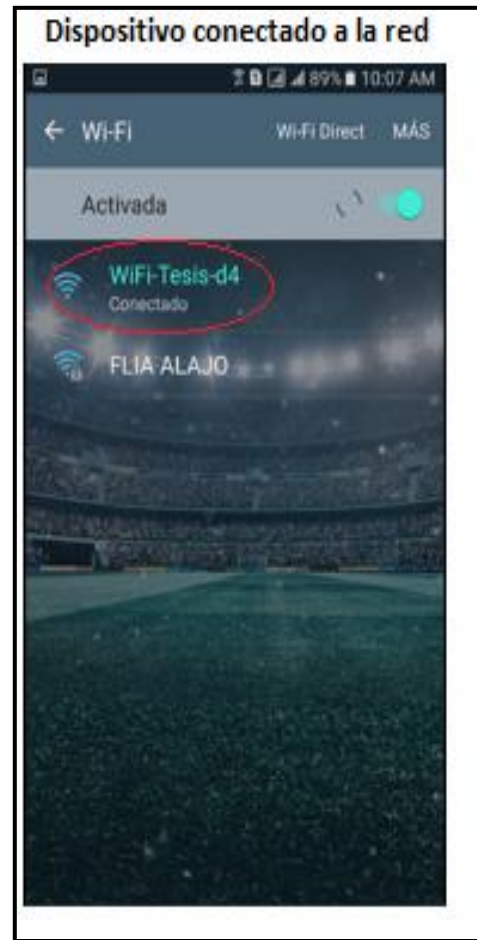 Dispositivo conectado a la red
89% 10:07 AM
Wi-Fi Wi-Fi Direct MÁS
Activada
WiFi-Tesis-d4
Conectado
FLIA ALAJO